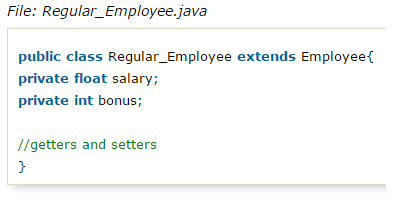 File: Regular_Employee.java
public class Regular_Employee extends Employee{
private float salary;
private int bonus;
//getters and setters
}